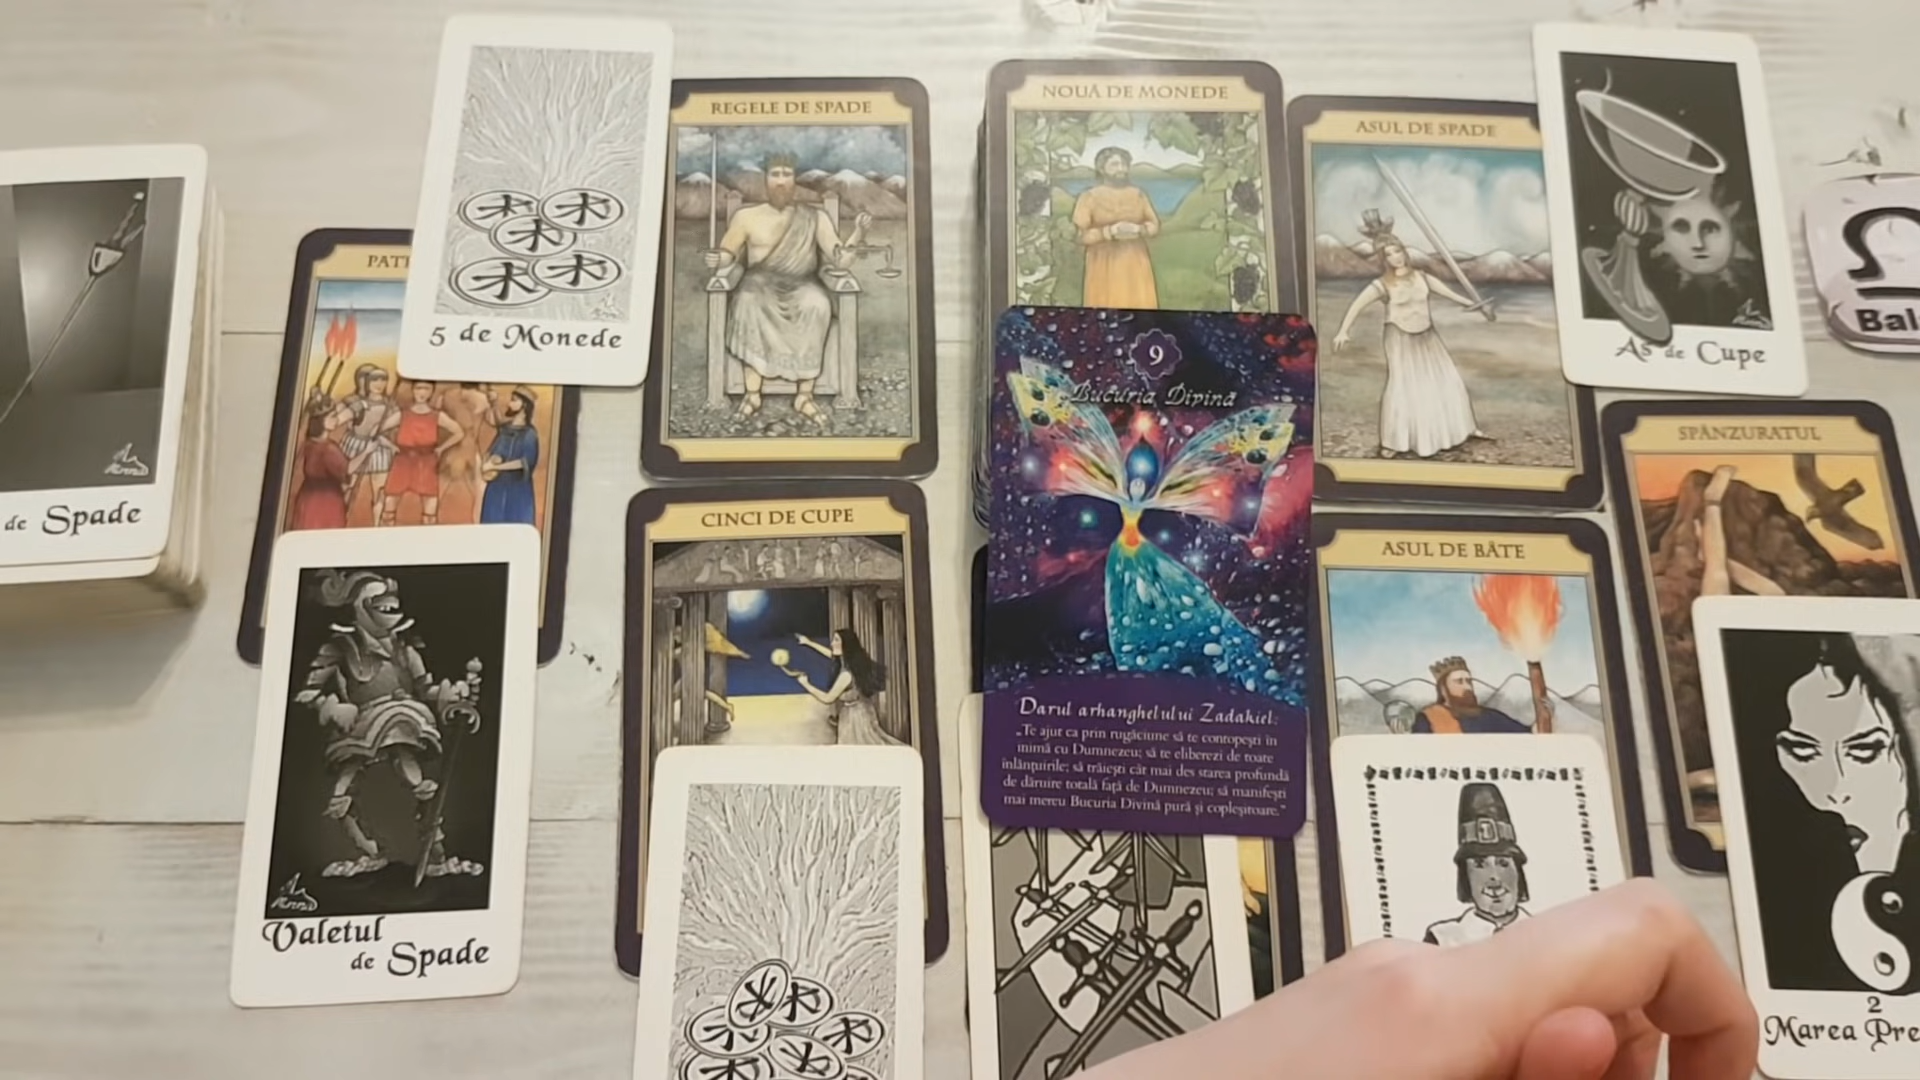 de Spade
5 de Monede
REGELE DE SPADE
NOUĂ DE MONEDE
ASUL DE SPADE
As de Cupe
Bal
PAT
SPÂNZURATUL
CINCI DE CUPE
9
Bucuria Divină
ASUL DE BÂTE
Darul arhanghelului Zadakiel:
„Te ajut ca prin rugăciune să te contopești în
inimă cu Dumnezeu; să te eliberezi de toate
înlănțuirile; să trăiești cât mai des starea profundă
de dăruire totală față de Dumnezeu; să manifești
mai mereu Bucuria Divină pură și copleșitoare.”
Valetul
de Spade
2
Marea Pre